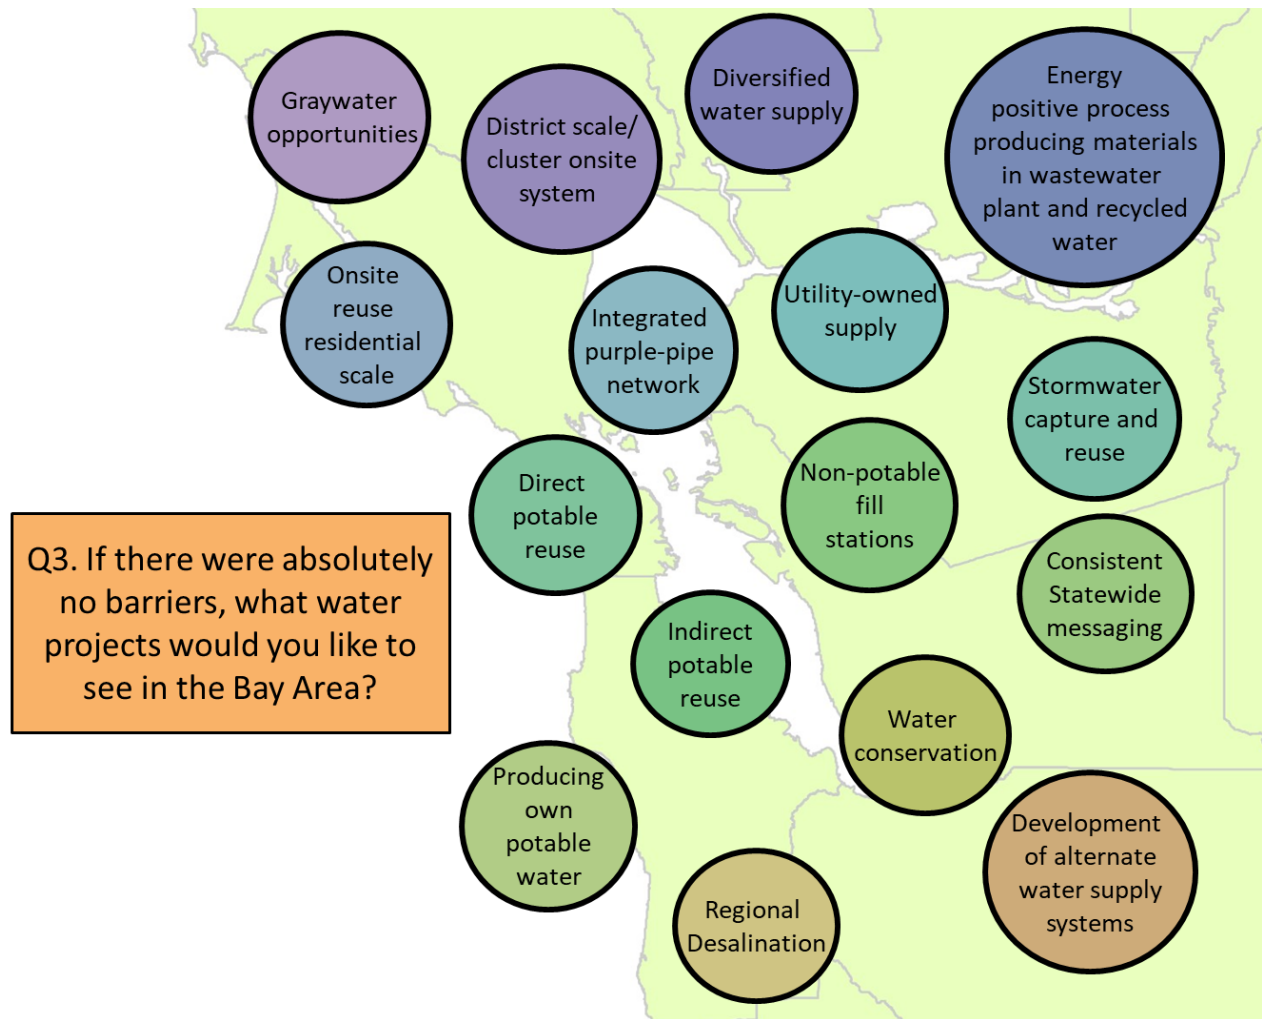 Graywater
opportunities
District scale/
cluster onsite
system
Diversified
water supply
Energy
positive process
producing materials
in wastewater
plant and recycled
water
Onsite
reuse
residential
scale
Integrated
purple-pipe
network
Utility-owned
supply
Stormwater
capture and
reuse
Direct
potable
reuse
Non-potable
fill
stations
Consistent
Statewide
messaging
Q3. If there were absolutely
no barriers, what water
projects would you like to
see in the Bay Area?
Indirect
potable
reuse
Water
conservation
Producing
own
potable
water
Regional
Desalination
Development
of alternate
water supply
systems